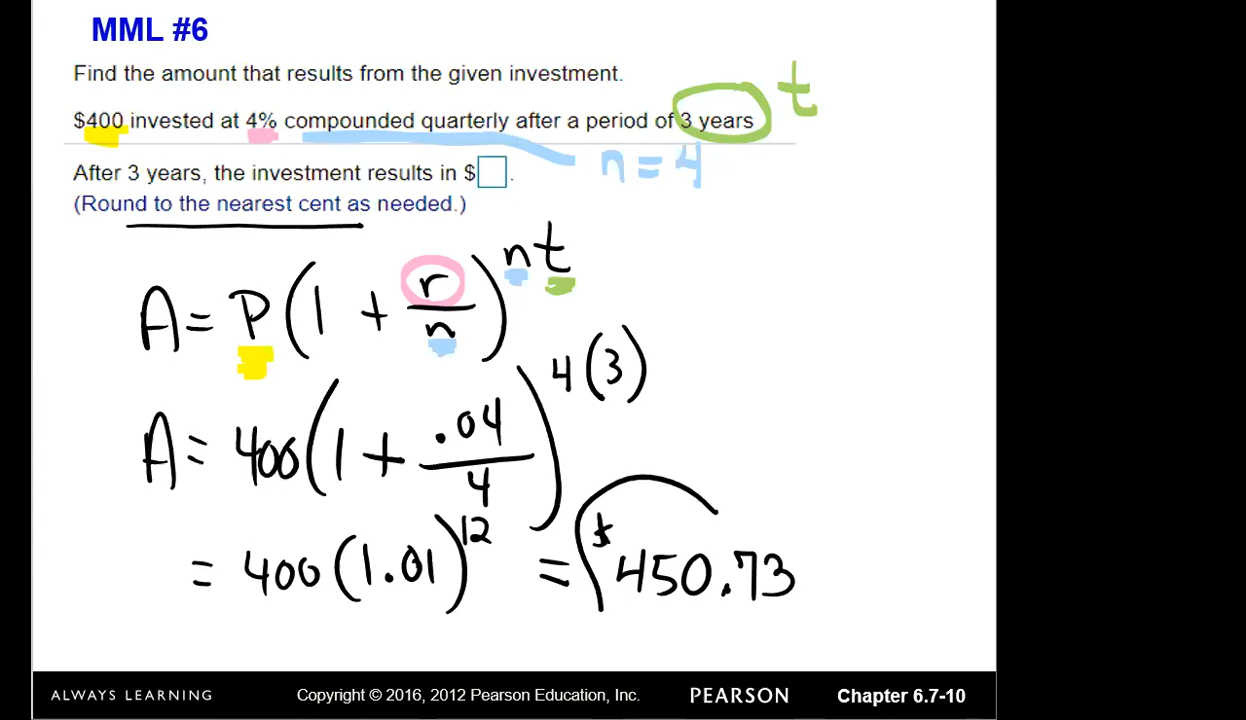 MML #6
Find the amount that results from the given investment.
$400 invested at 4% compounded quarterly after a period of 3 years
t
n = 4
After 3 years, the investment results in $ .
(Round to the nearest cent as needed.)
A = P(1 + r/n)^nt
A = 400(1 + .04/4)^4(3)
= 400(1.01)^12 = $450.73
ALWAYS LEARNING Copyright © 2016, 2012 Pearson Education, Inc. PEARSON Chapter 6.7-10